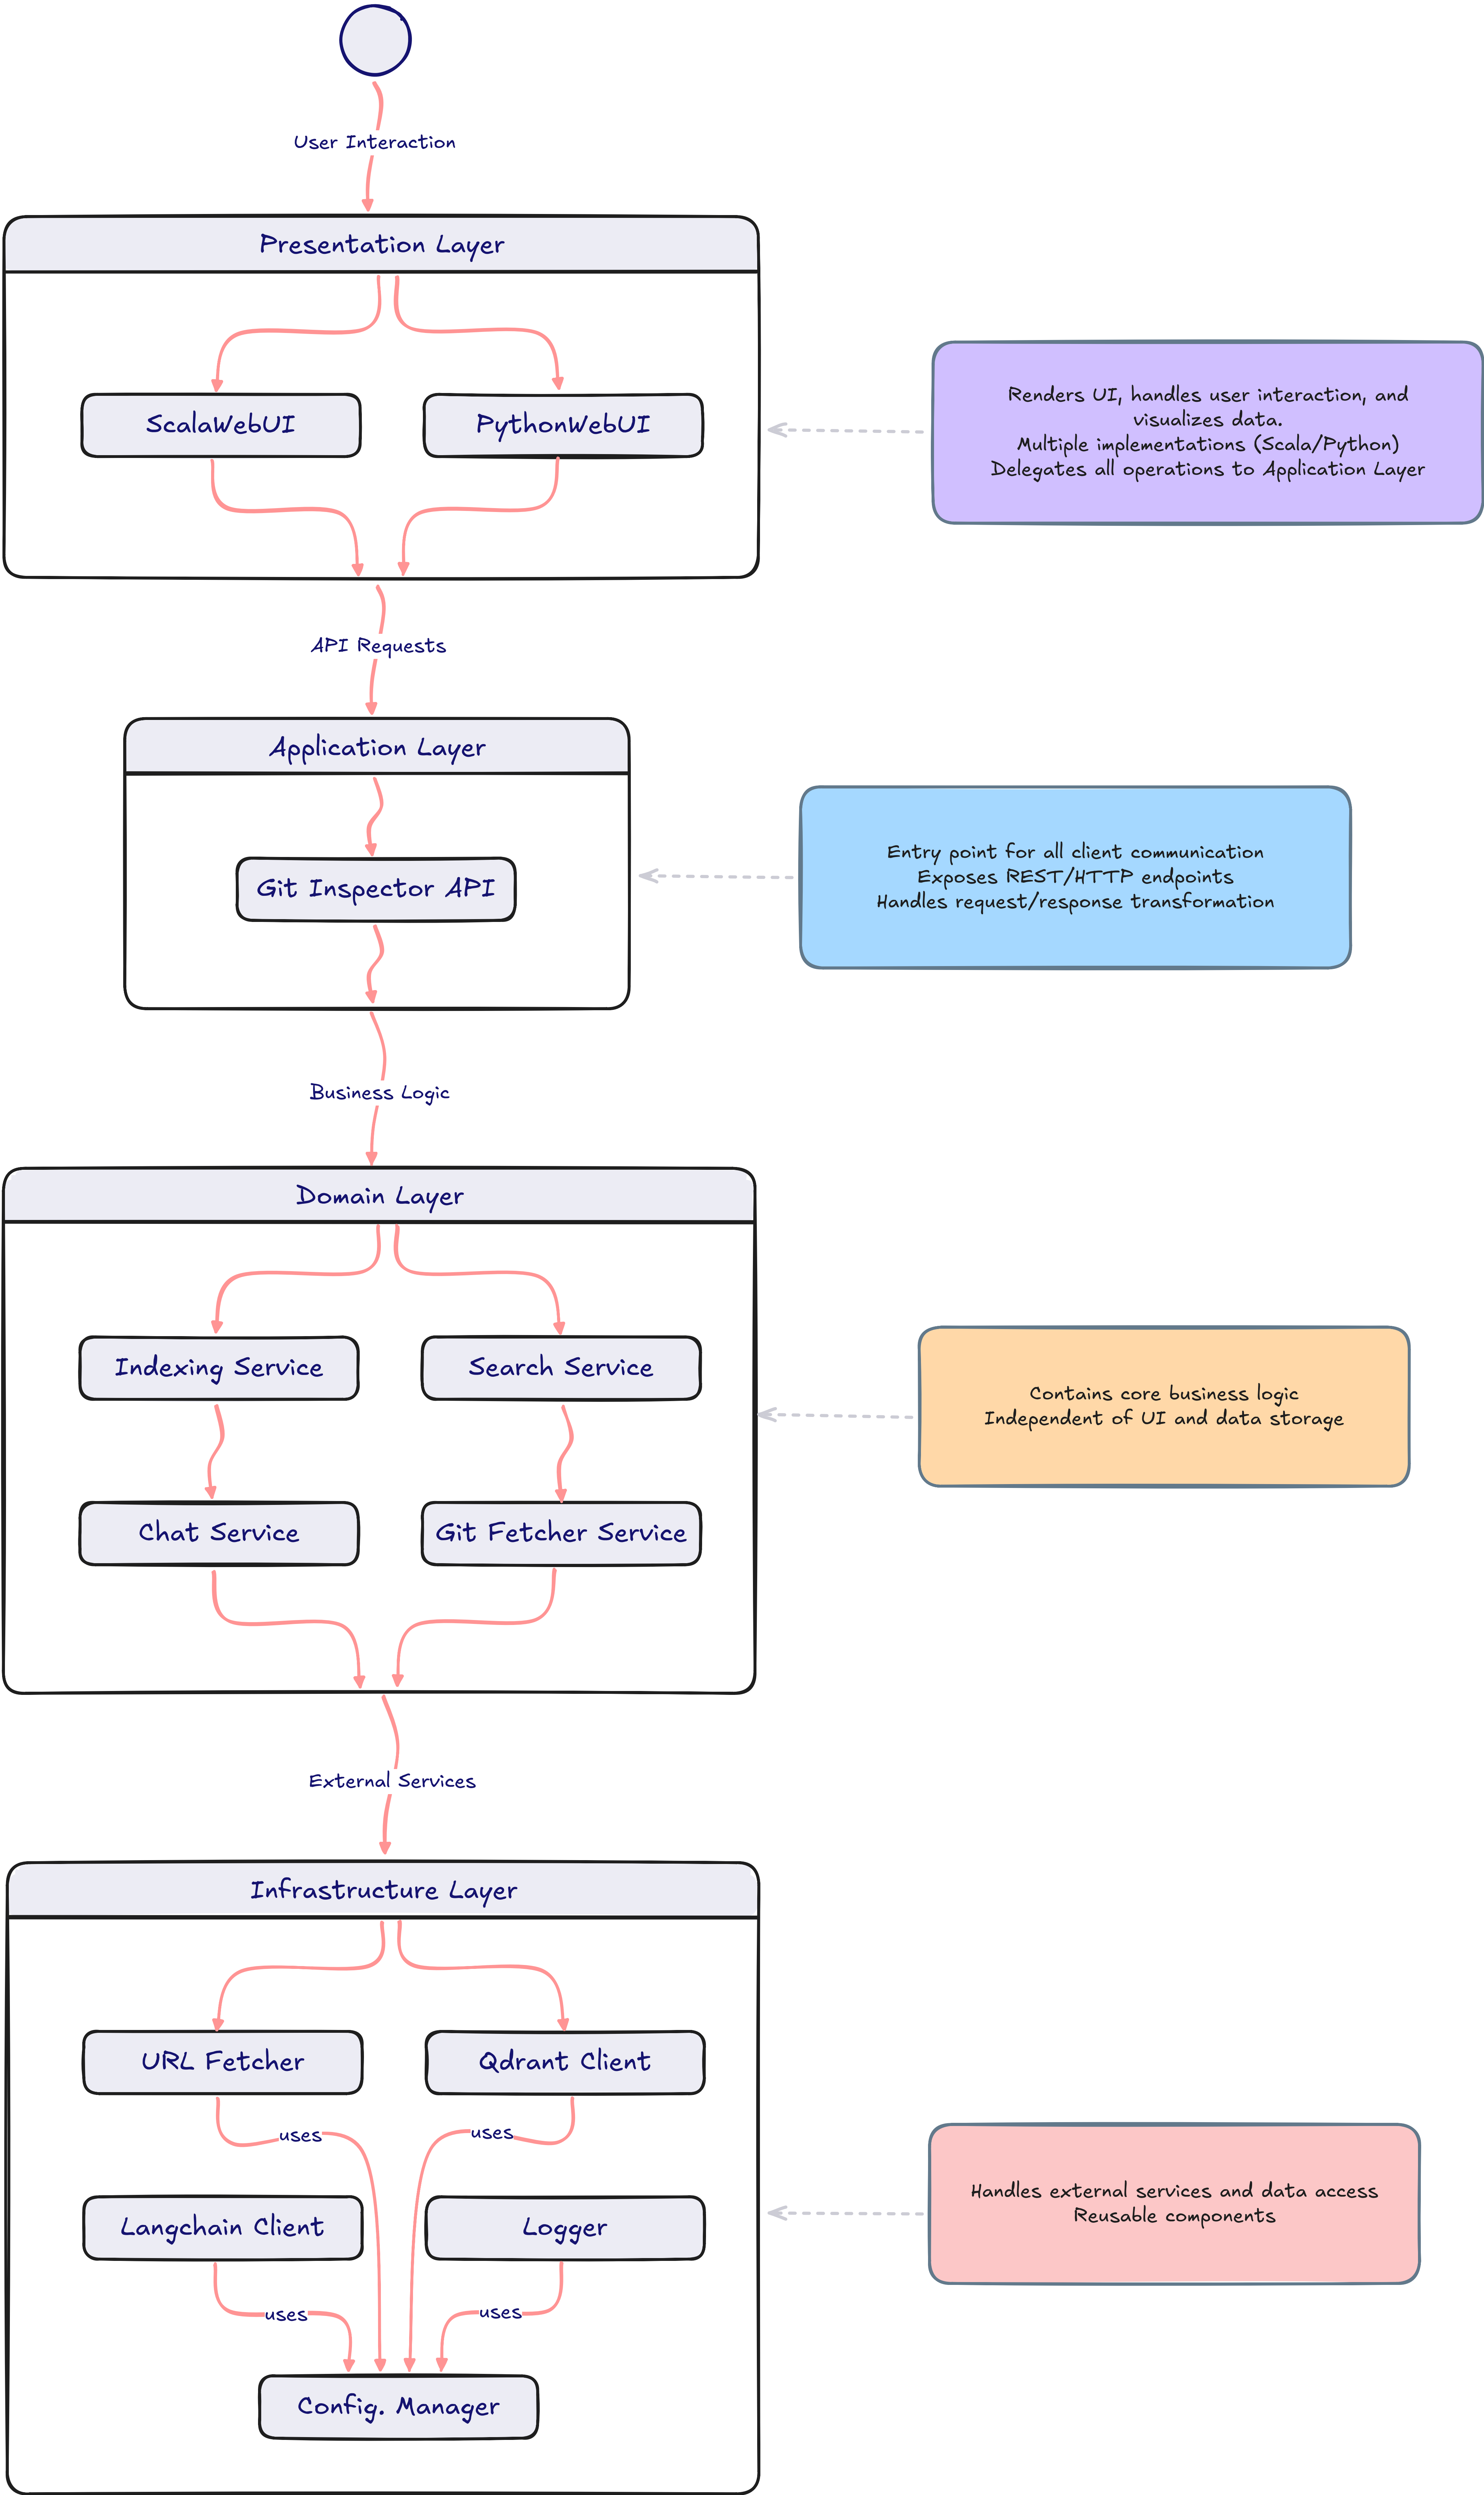 User Interaction
Presentation Layer
ScalaWebUI
PythonWebUI
Renders UI, handles user interaction, and
visualizes data.
Multiple implementations (Scala/Python)
Delegates all operations to Application Layer
API Requests
Application Layer
Git Inspector API
Entry point for all client communication
Exposes REST/HTTP endpoints
Handles request/response transformation
Business Logic
Domain Layer
Indexing Service
Search Service
Chat Service
Git Fetcher Service
Contains core business logic
Independent of UI and data storage
External Services
Infrastructure Layer
URL Fetcher
Qdrant Client
uses
uses
Langchain Client
Logger
uses
uses
Config. Manager
Handles external services and data access
Reusable components